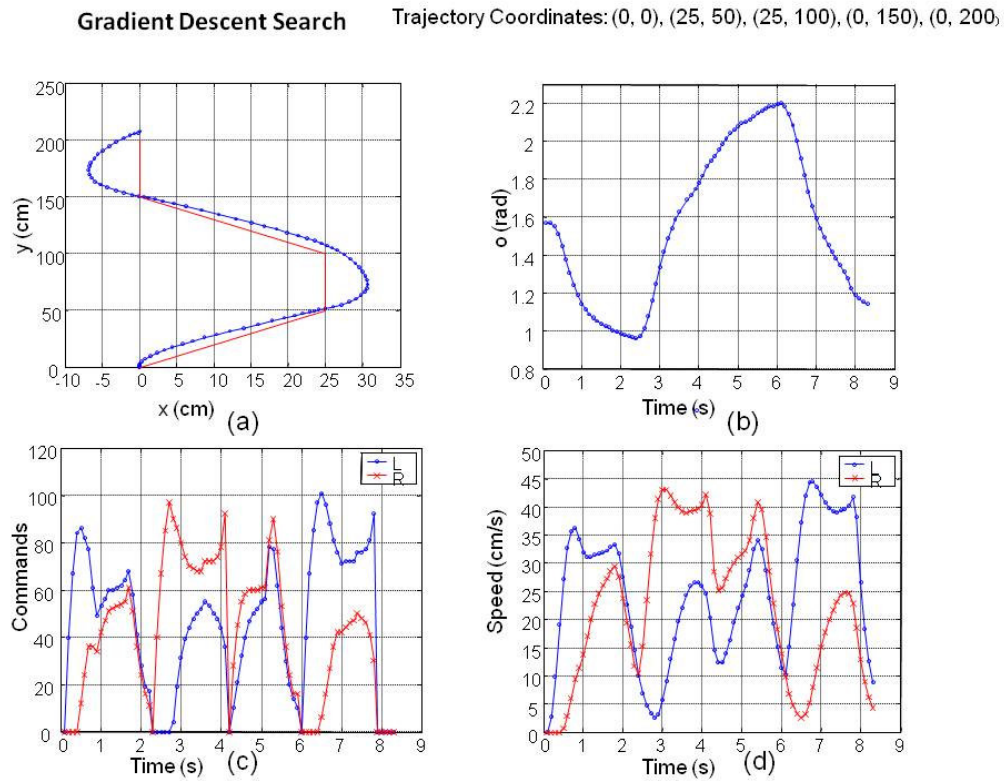 Gradient Descent Search
Trajectory Coordinates: (0, 0), (25, 50), (25, 100), (0, 150), (0, 200)
250
200
150
100
50
0
y (cm)
-10 -5 0 5 10 15 20 25 30 35
x (cm)
(a)
2.2
2
1.8
1.6
1.4
1.2
1
0.8
o (rad)
0 1 2 3 4 5 6 7 8 9
Time (s)
(b)
120
100
80
60
40
20
0
Commands
L
R
0 1 2 3 4 5 6 7 8 9
Time (s)
(c)
50
45
40
35
30
25
20
15
10
5
0
Speed (cm/s)
L
R
0 1 2 3 4 5 6 7 8 9
Time (s)
(d)